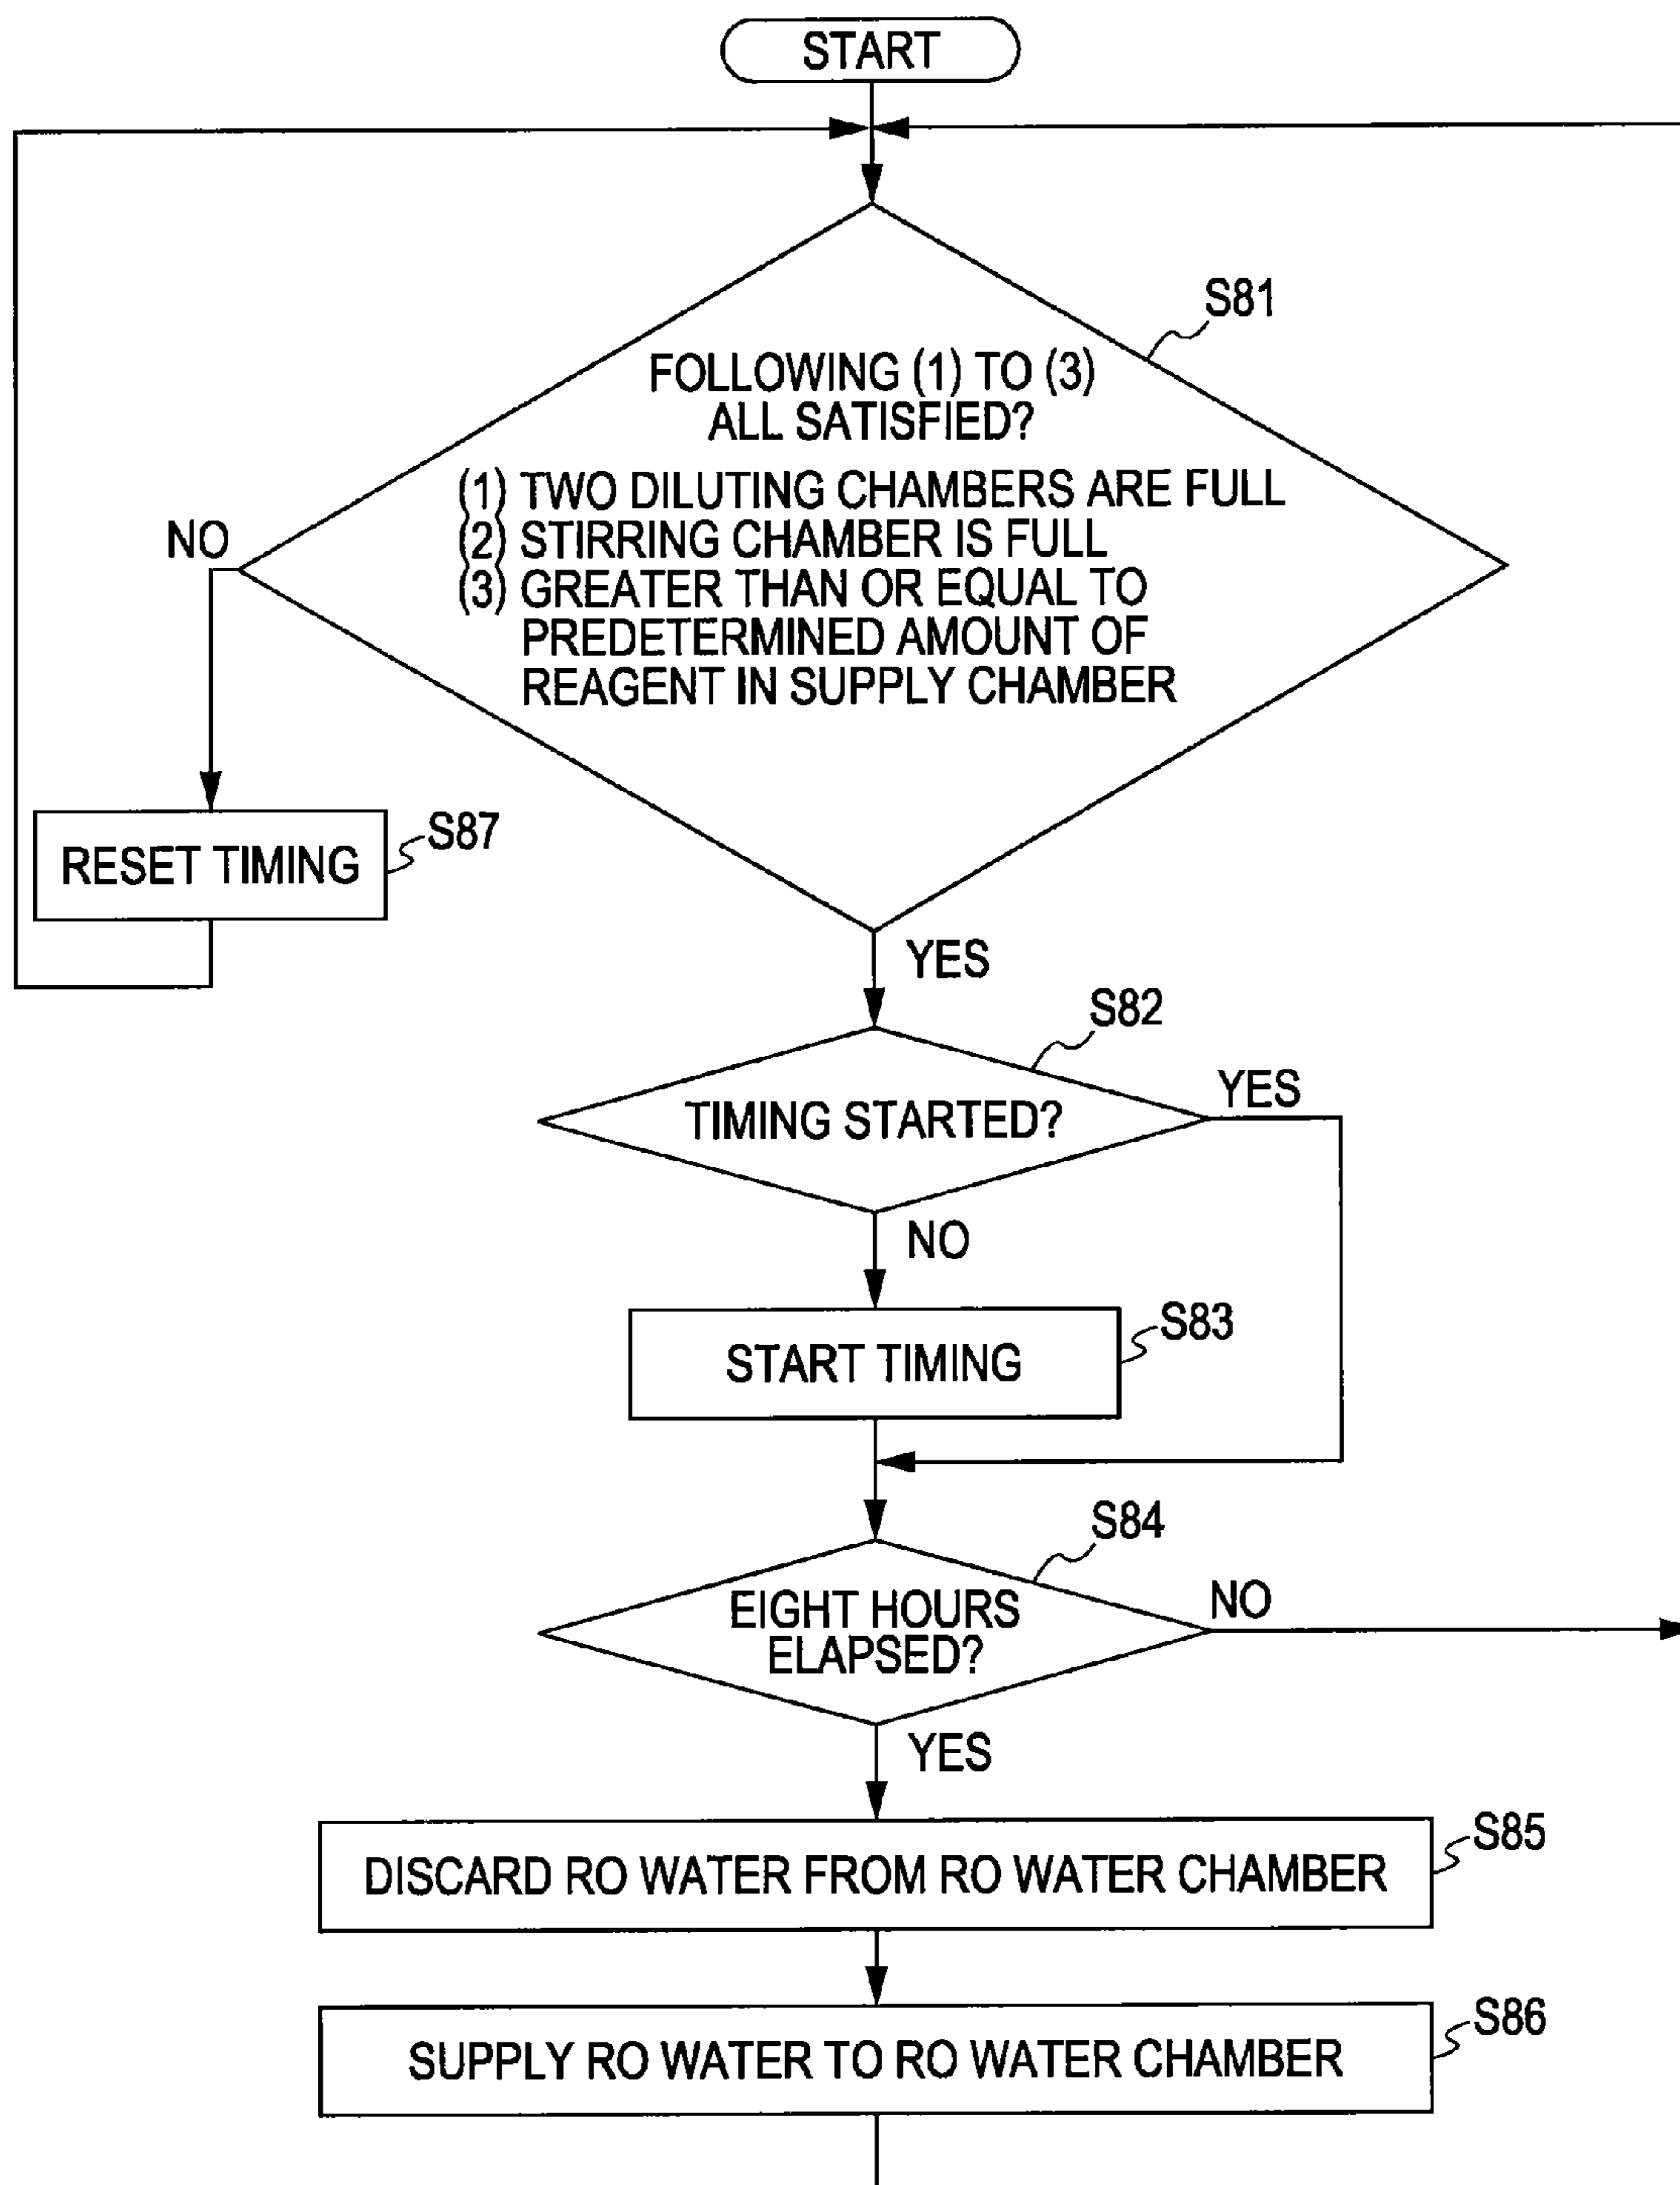 START
S81
FOLLOWING (1) TO (3)
ALL SATISFIED?
(1) TWO DILUTING CHAMBERS ARE FULL
(2) STIRRING CHAMBER IS FULL
(3) GREATER THAN OR EQUAL TO
PREDETERMINED AMOUNT OF
REAGENT IN SUPPLY CHAMBER
NO
RESET TIMING
S87
YES
S82
TIMING STARTED?
YES
NO
START TIMING
S83
S84
EIGHT HOURS
ELAPSED?
NO
YES
DISCARD RO WATER FROM RO WATER CHAMBER
S85
SUPPLY RO WATER TO RO WATER CHAMBER
S86